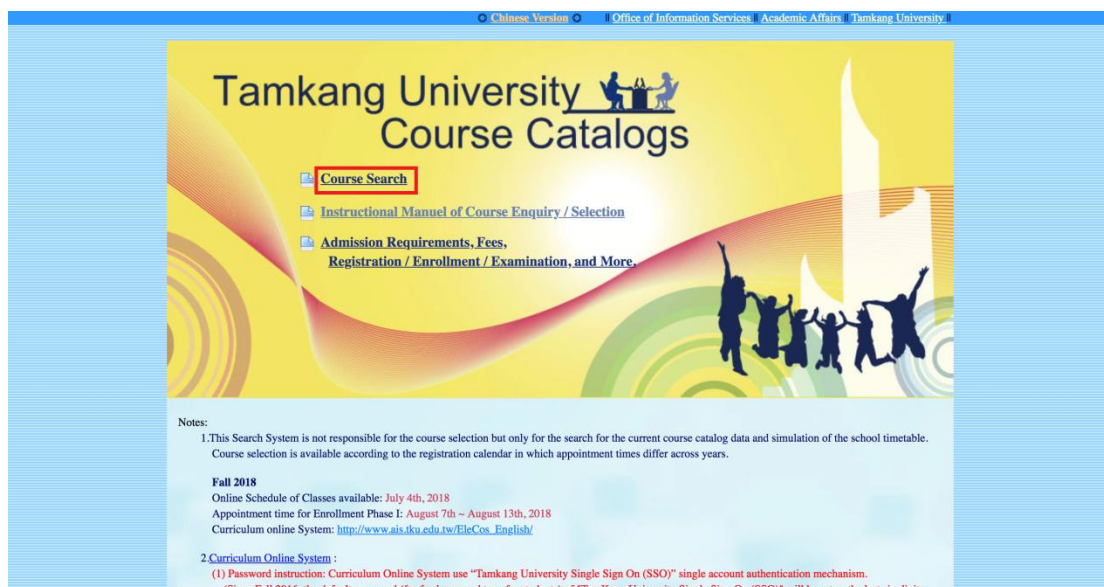 Chinese Version || Office of Information Services || Academic Affairs || Tamkang University ||
Tamkang University
Course Catalogs
Course Search
Instructional Manuel of Course Enquiry / Selection
Admission Requirements, Fees,
Registration / Enrollment / Examination, and More.
Notes:
1.This Search System is not responsible for the course selection but only for the search for the current course catalog data and simulation of the school timetable.
Course selection is available according to the registration calendar in which appointment times differ across years.
Fall 2018
Online Schedule of Classes available: July 4th, 2018
Appointment time for Enrollment Phase I: August 7th ~ August 13th, 2018
Curriculum online System: http://www.ais.tku.edu.tw/EleCos_English/
2.Curriculum Online System :
(1) Password instruction: Curriculum Online System use “Tamkang University Single Sign On (SSO)” single account authentication mechanism.